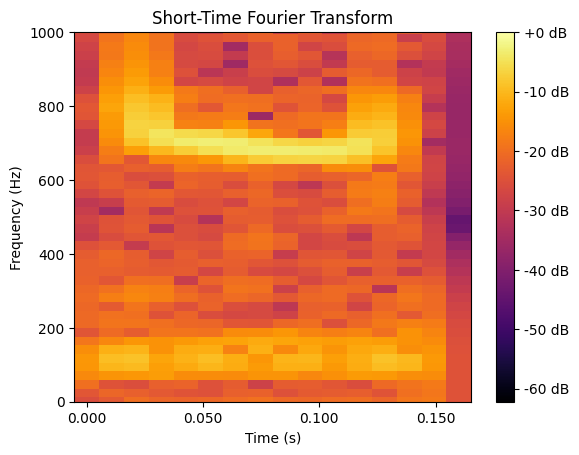 Short-Time Fourier Transform
1000
800
600
400
200
0
Frequency (Hz)
0.000
0.050
0.100
0.150
Time (s)
+0 dB
-10 dB
-20 dB
-30 dB
-40 dB
-50 dB
-60 dB